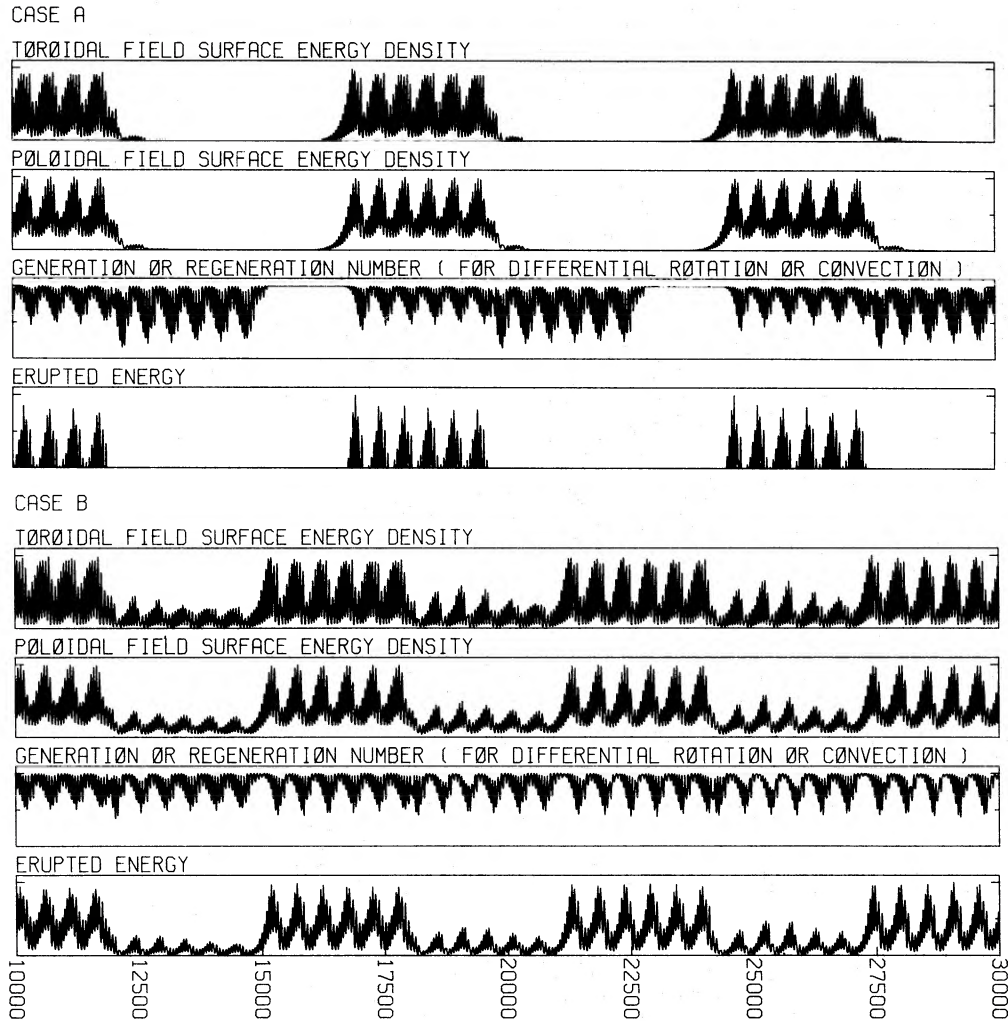 CASE A
TØRØIDAL FIELD SURFACE ENERGY DENSITY
PØLØIDAL FIELD SURFACE ENERGY DENSITY
GENERATIØN ØR REGENERATIØN NUMBER ( FØR DIFFERENTIAL RØTATIØN ØR CØNVECTIØN )
ERUPTED ENERGY
CASE B
TØRØIDAL FIELD SURFACE ENERGY DENSITY
PØLØIDAL FIELD SURFACE ENERGY DENSITY
GENERATIØN ØR REGENERATIØN NUMBER ( FØR DIFFERENTIAL RØTATIØN ØR CØNVECTIØN )
ERUPTED ENERGY
10000 12500 15000 17500 20000 22500 25000 27500 30000